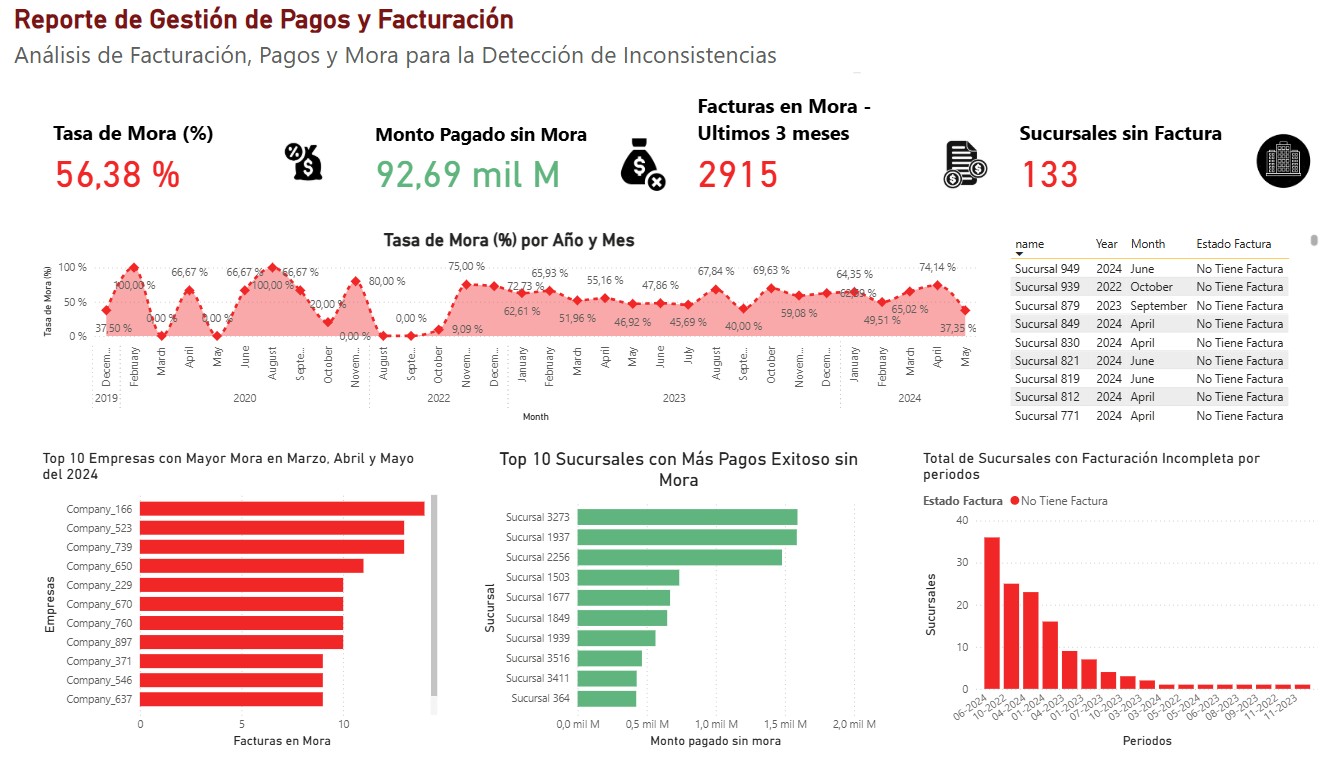 Reporte de Gestión de Pagos y Facturación
Análisis de Facturación, Pagos y Mora para la Detección de Inconsistencias
Tasa de Mora (%)
56,38 %
Monto Pagado sin Mora
92,69 mil M
Facturas en Mora -
Ultimos 3 meses
2915
Sucursales sin Factura
133
Tasa de Mora (%) por Año y Mes
Tasa de Mora (%)
100 %
50 %
0 %
37,50 %
100,00 %
0,00 %
66,67 %
0,00 %
66,67 %
100,00 %
66,67 %
20,00 %
80,00 %
0,00 %
0,00 %
9,09 %
75,00 %
72,73 %
62,61 %
65,93 %
51,96 %
55,16 %
46,92 %
47,86 %
45,69 %
67,84 %
40,00 %
69,63 %
59,08 %
64,35 %
49,51 %
65,02 %
74,14 %
37,35 %
Decem...
February
March
April
May
June
August
Septe...
October
Novem...
August
Septe...
October
Novem...
Decem...
January
February
March
April
May
June
July
August
Septe...
October
Novem...
Decem...
January
February
March
April
May
2019
2020
2022
2023
2024
Month
name Year Month Estado Factura
Sucursal 949 2024 June No Tiene Factura
Sucursal 939 2022 October No Tiene Factura
Sucursal 879 2023 September No Tiene Factura
Sucursal 849 2024 April No Tiene Factura
Sucursal 830 2024 April No Tiene Factura
Sucursal 821 2024 June No Tiene Factura
Sucursal 819 2024 June No Tiene Factura
Sucursal 812 2024 April No Tiene Factura
Sucursal 771 2024 April No Tiene Factura
Top 10 Empresas con Mayor Mora en Marzo, Abril y Mayo
del 2024
Empresas
Company_166
Company_523
Company_739
Company_650
Company_229
Company_670
Company_760
Company_897
Company_371
Company_546
Company_637
0 5 10
Facturas en Mora
Top 10 Sucursales con Más Pagos Exitoso sin
Mora
Sucursal
Sucursal 3273
Sucursal 1937
Sucursal 2256
Sucursal 1503
Sucursal 1677
Sucursal 1849
Sucursal 1939
Sucursal 3516
Sucursal 3411
Sucursal 364
0,0 mil M 0,5 mil M 1,0 mil M 1,5 mil M 2,0 mil M
Monto pagado sin mora
Total de Sucursales con Facturación Incompleta por
periodos
Estado Factura No Tiene Factura
Sucursales
40
30
20
10
0
06-2024
10-2022
04-2024
01-2024
04-2023
01-2023
07-2023
10-2023
03-2023
03-2024
05-2022
05-2024
06-2023
08-2023
09-2023
11-2022
11-2023
Periodos